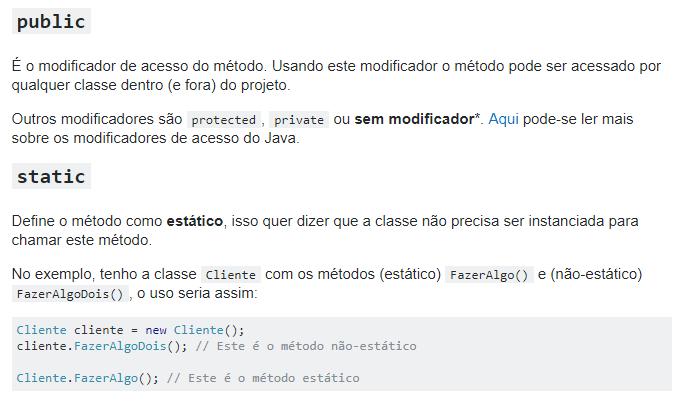 public
É o modificador de acesso do método. Usando este modificador o método pode ser acessado por
qualquer classe dentro (e fora) do projeto.
Outros modificadores são protected, private ou sem modificador*. Aqui pode-se ler mais
sobre os modificadores de acesso do Java.
static
Define o método como estático, isso quer dizer que a classe não precisa ser instanciada para
chamar este método.
No exemplo, tenho a classe Cliente com os métodos (estático) FazerAlgo() e (não-estático)
FazerAlgoDois(), o uso seria assim:
Cliente cliente = new Cliente();
cliente.FazerAlgoDois(); // Este é o método não-estático
Cliente.FazerAlgo(); // Este é o método estático